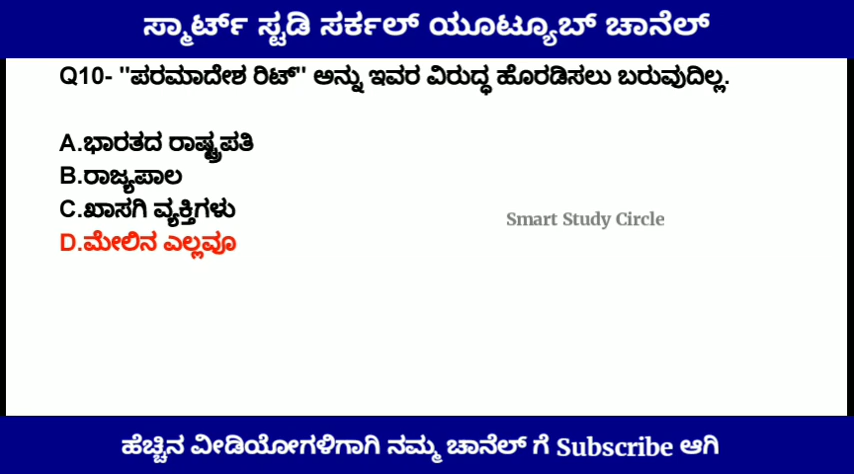 ಸ್ಮಾರ್ಟ್ ಸ್ಟಡಿ ಸರ್ಕಲ್ ಯೂಟ್ಯೂಬ್ ಚಾನೆಲ್
Q10- "ಪರಮಾದೇಶ ರಿಟ್" ಅನ್ನು ಇವರ ವಿರುದ್ಧ ಹೊರಡಿಸಲು ಬರುವುದಿಲ್ಲ.
A.ಭಾರತದ ರಾಷ್ಟ್ರಪತಿ
B.ರಾಜ್ಯಪಾಲ
C.ಖಾಸಗಿ ವ್ಯಕ್ತಿಗಳು
Smart Study Circle
D.ಮೇಲಿನ ಎಲ್ಲವೂ
ಹೆಚ್ಚಿನ ವೀಡಿಯೋಗಳಿಗಾಗಿ ನಮ್ಮ ಚಾನೆಲ್ ಗೆ Subscribe ಆಗಿ